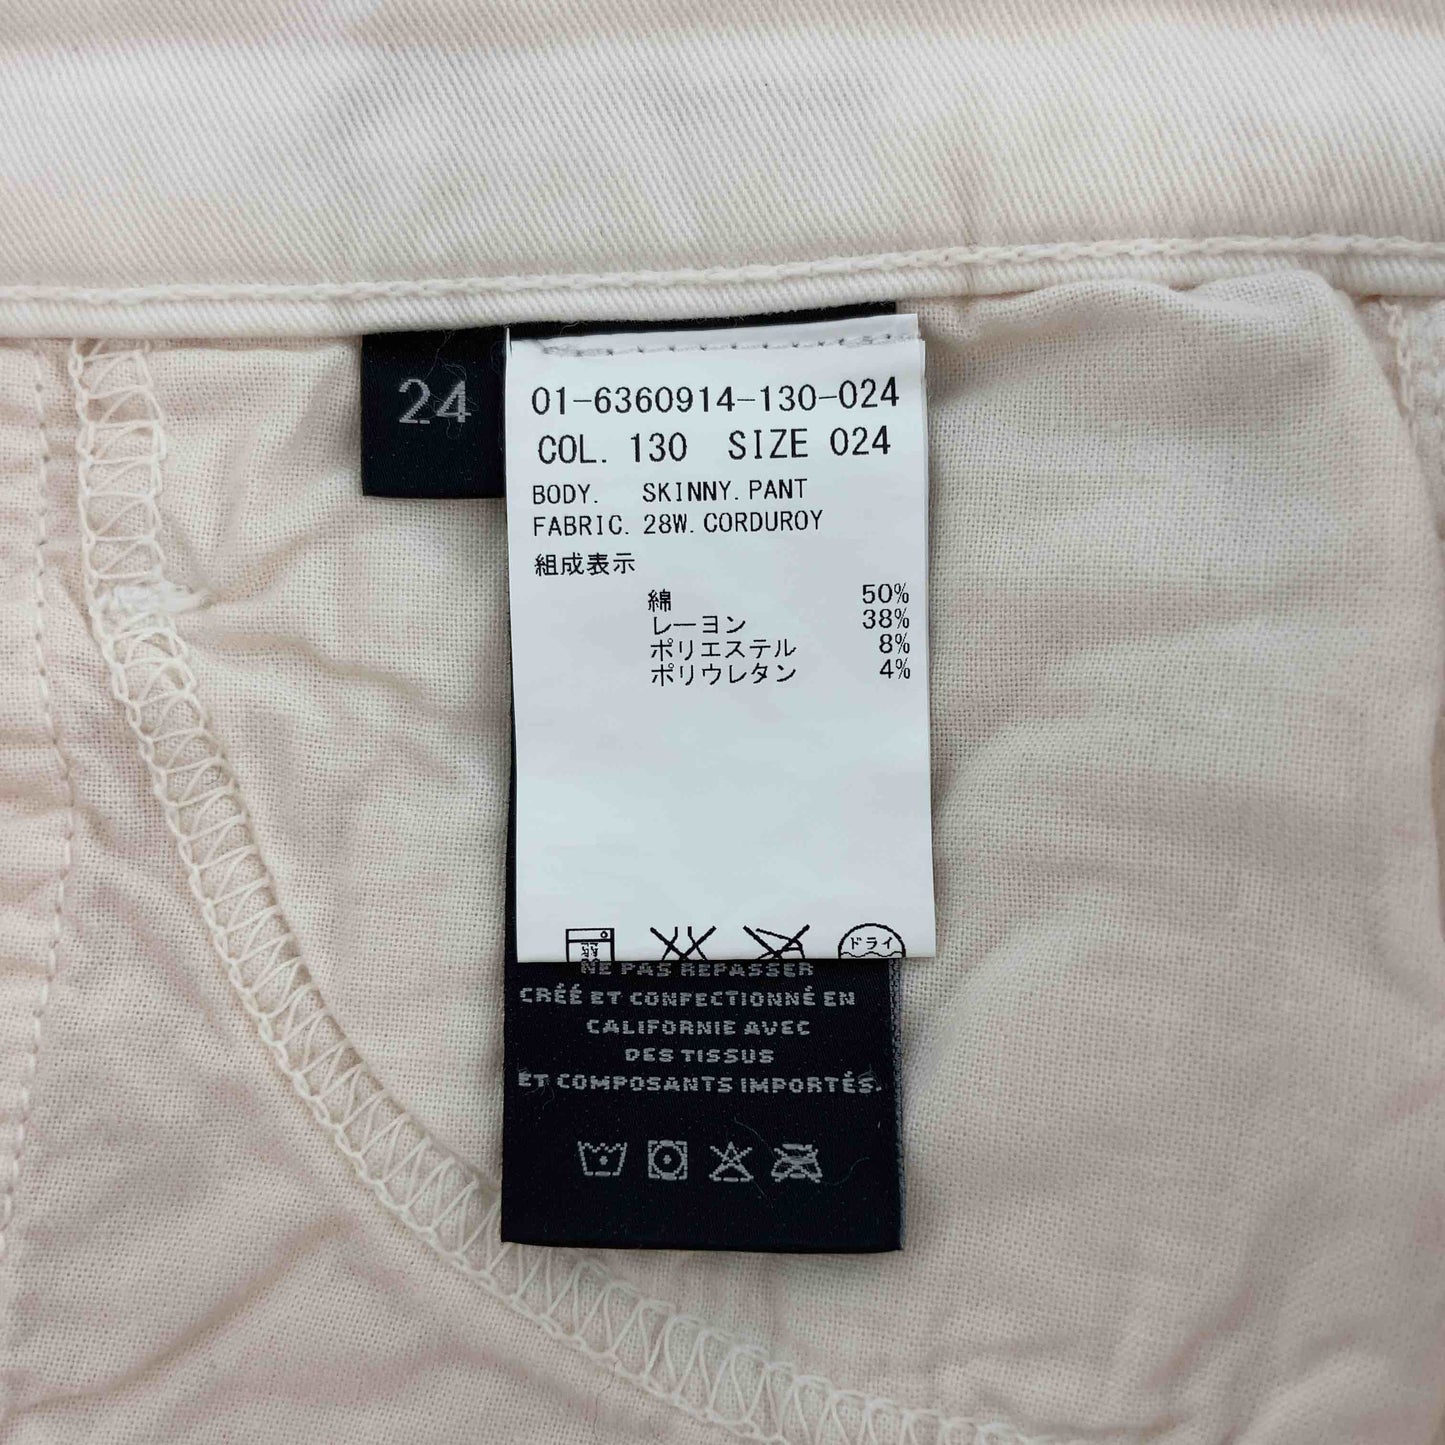 24
01-6360914-130-024
COL. 130 SIZE 024
BODY. SKINNY.PANT
FABRIC. 28W.CORDUROY
組成表示
綿 50%
レーヨン 38%
ポリエステル 8%
ポリウレタン 4%
弱
ドライ
NE PAS REPASSER
CRÉÉ ET CONFECTIONNÉ EN
CALIFORNIE AVEC
DES TISSUS
ET COMPOSANTS IMPORTÉS.